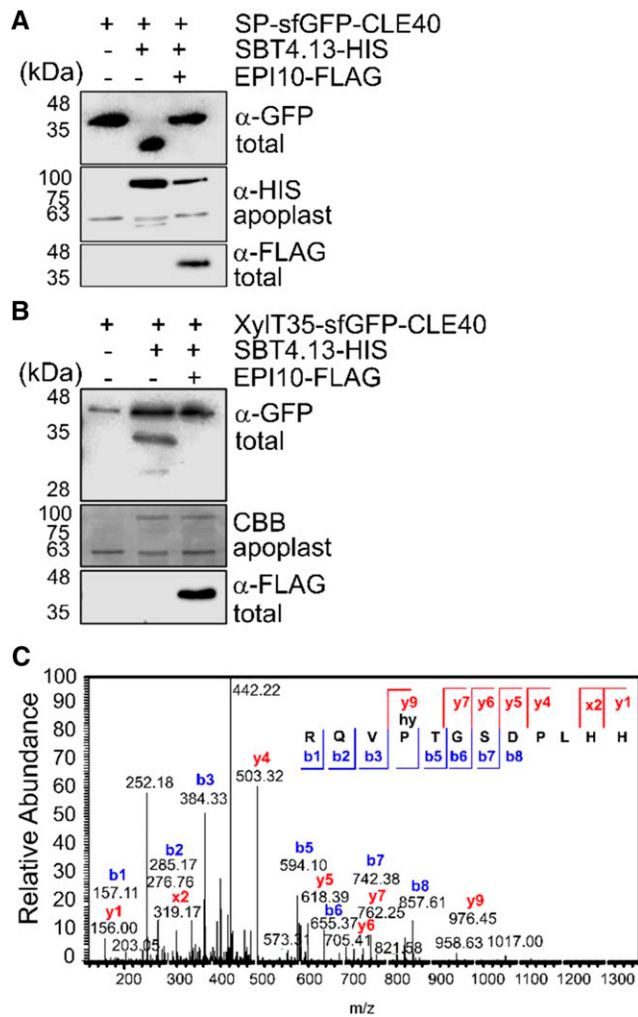 A
+ + + SP-sfGFP-CLE40
- + + SBT4.13-HIS
(kDa) - - + EPI10-FLAG
48
35
α-GFP
total
100
75
63
α-HIS
apoplast
48
35
α-FLAG
total
B
+ + + XylT35-sfGFP-CLE40
- + + SBT4.13-HIS
(kDa) - - + EPI10-FLAG
48
35
28
α-GFP
total
100
75
63
CBB
apoplast
48
35
α-FLAG
total
C
Relative Abundance
100
90
80
70
60
50
40
30
20
10
0
442.22
y9 y7 y6 y5 y4 x2 y1
hy
R Q V P T G S D P L H H
b1 b2 b3 b5 b6 b7 b8
y4
503.32
252.18
b3
384.33
b2
285.17
276.76
x2
319.17
b1
157.11
y1
156.00
203.05
b5
594.10
y5
618.39
b6
655.37
573.31
705.41
y6
b7
742.38
y7
762.25
821.58
b8
857.61
y9
976.45
958.63
1017.00
200 300 400 500 600 700 800 900 1000 1100 1200 1300
m/z